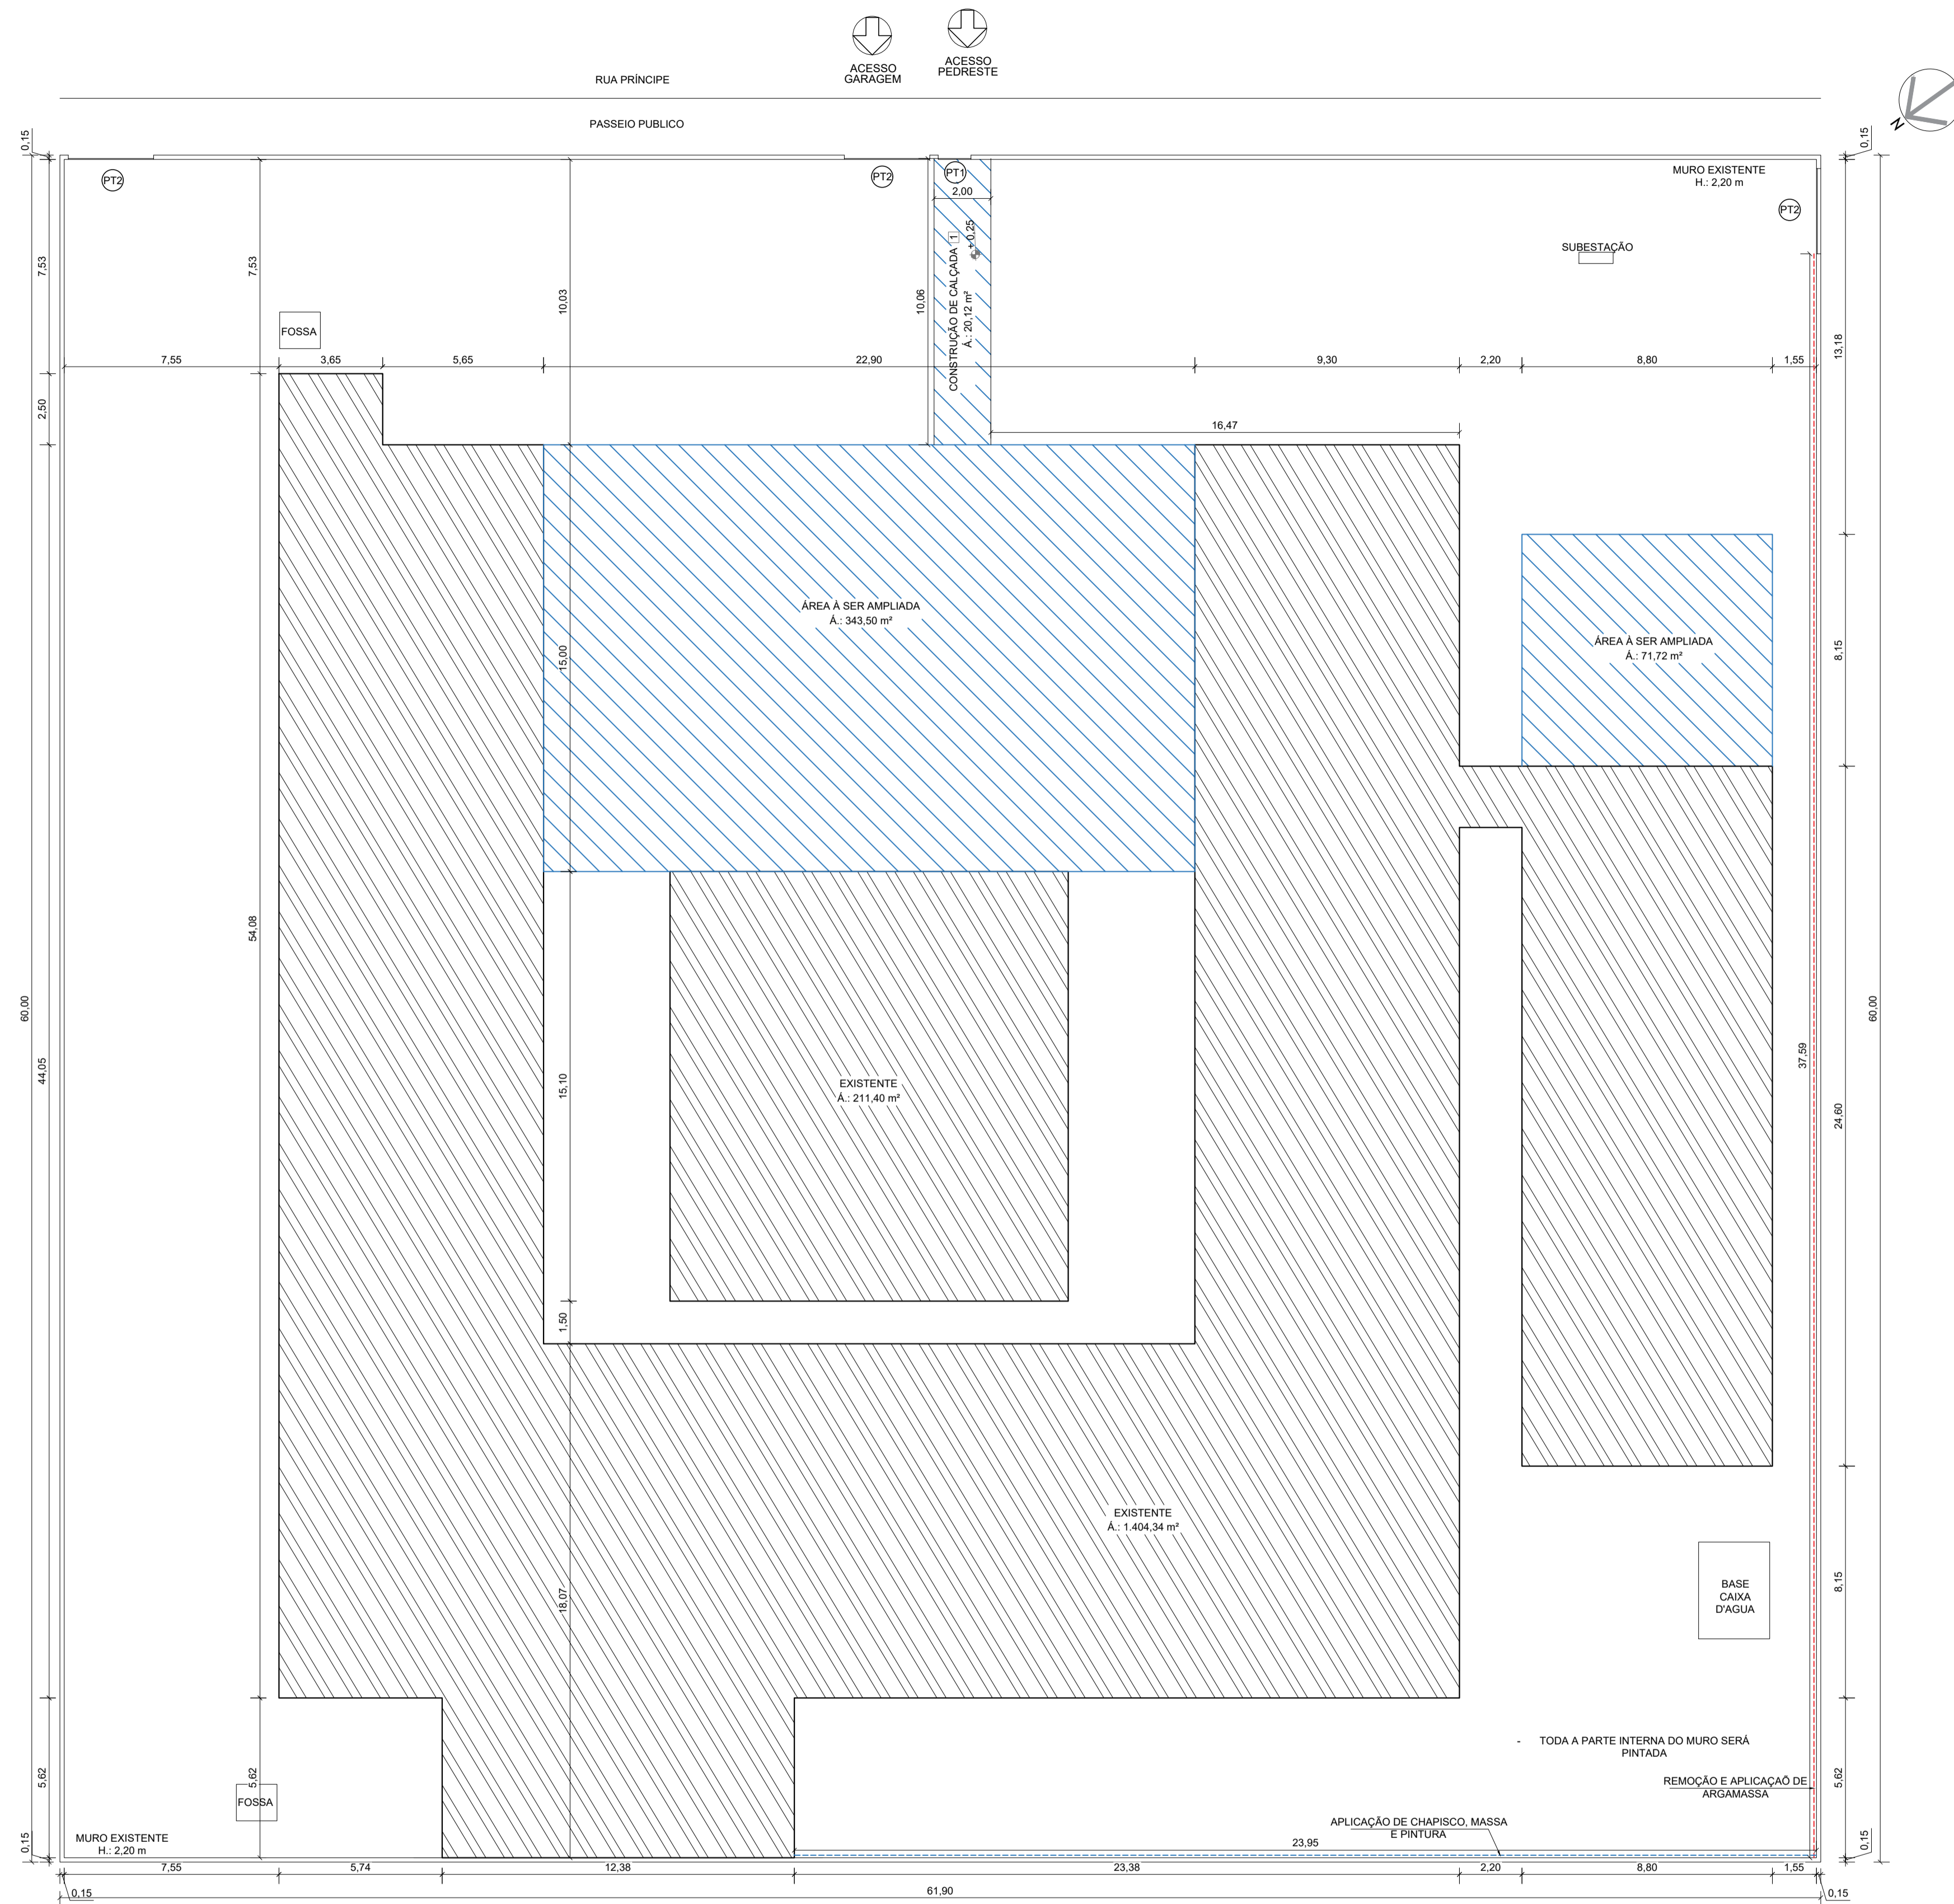 ACESSO
GARAGEM
ACESSO
PEDRESTE
RUA PRÍNCIPE
PASSEIO PUBLICO
N
0,15
0,15
PT2
PT2
PT1
MURO EXISTENTE
H.: 2,20 m
PT2
2,00
CONSTRUÇÃO DE CALÇADA 1
Á.: 20,12 m²
+ 0,25
SUBESTAÇÃO
7,53
7,53
10,03
10,06
13,18
FOSSA
7,55
3,65
5,65
22,90
9,30
2,20
8,80
1,55
2,50
16,47
ÁREA À SER AMPLIADA
Á.: 343,50 m²
ÁREA À SER AMPLIADA
Á.: 71,72 m²
15,00
8,15
54,08
60,00
44,05
15,10
EXISTENTE
Á.: 211,40 m²
60,00
37,59
24,60
1,50
EXISTENTE
Á.: 1.404,34 m²
18,07
BASE
CAIXA
D'AGUA
8,15
- TODA A PARTE INTERNA DO MURO SERÁ
PINTADA
5,62
5,62
5,62
REMOÇÃO E APLICAÇAÕ DE
ARGAMASSA
FOSSA
APLICAÇÃO DE CHAPISCO, MASSA
E PINTURA
MURO EXISTENTE
H.: 2,20 m
23,95
0,15
0,15
7,55
5,74
12,38
23,38
2,20
8,80
1,55
0,15
61,90
0,15